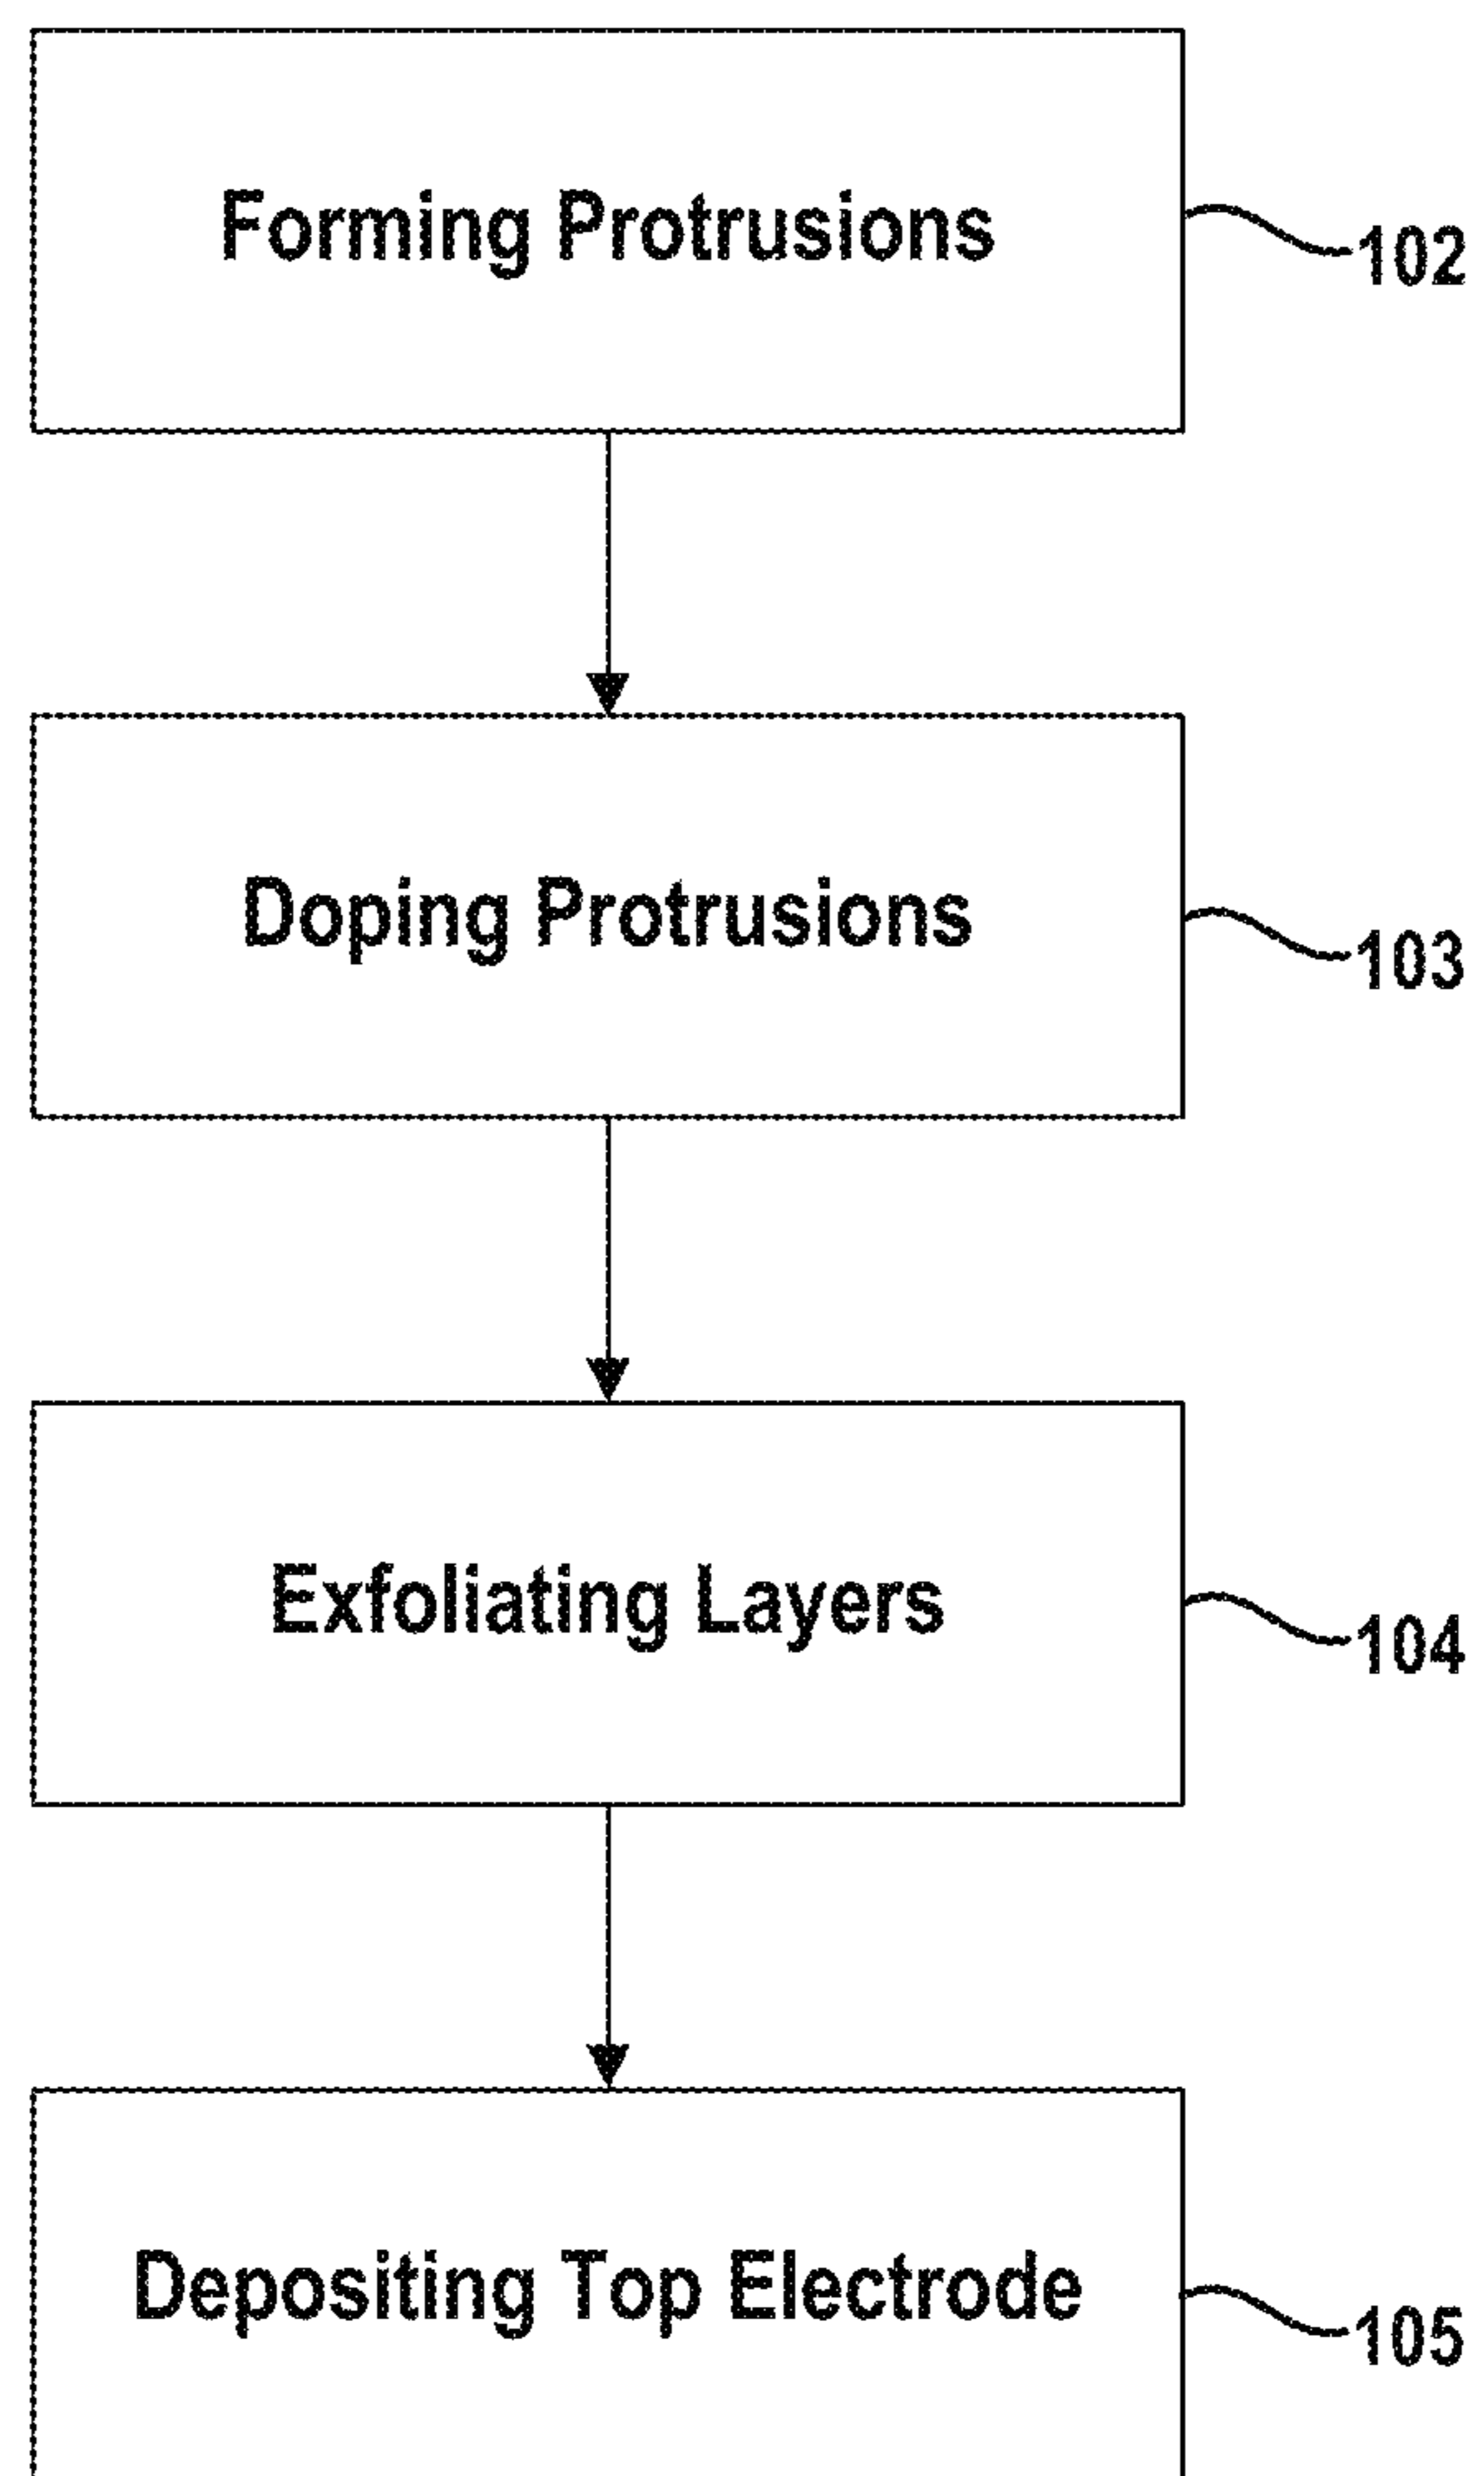 Forming Protrusions
102
Doping Protrusions
103
Exfoliating Layers
104
Depositing Top Electrode
105